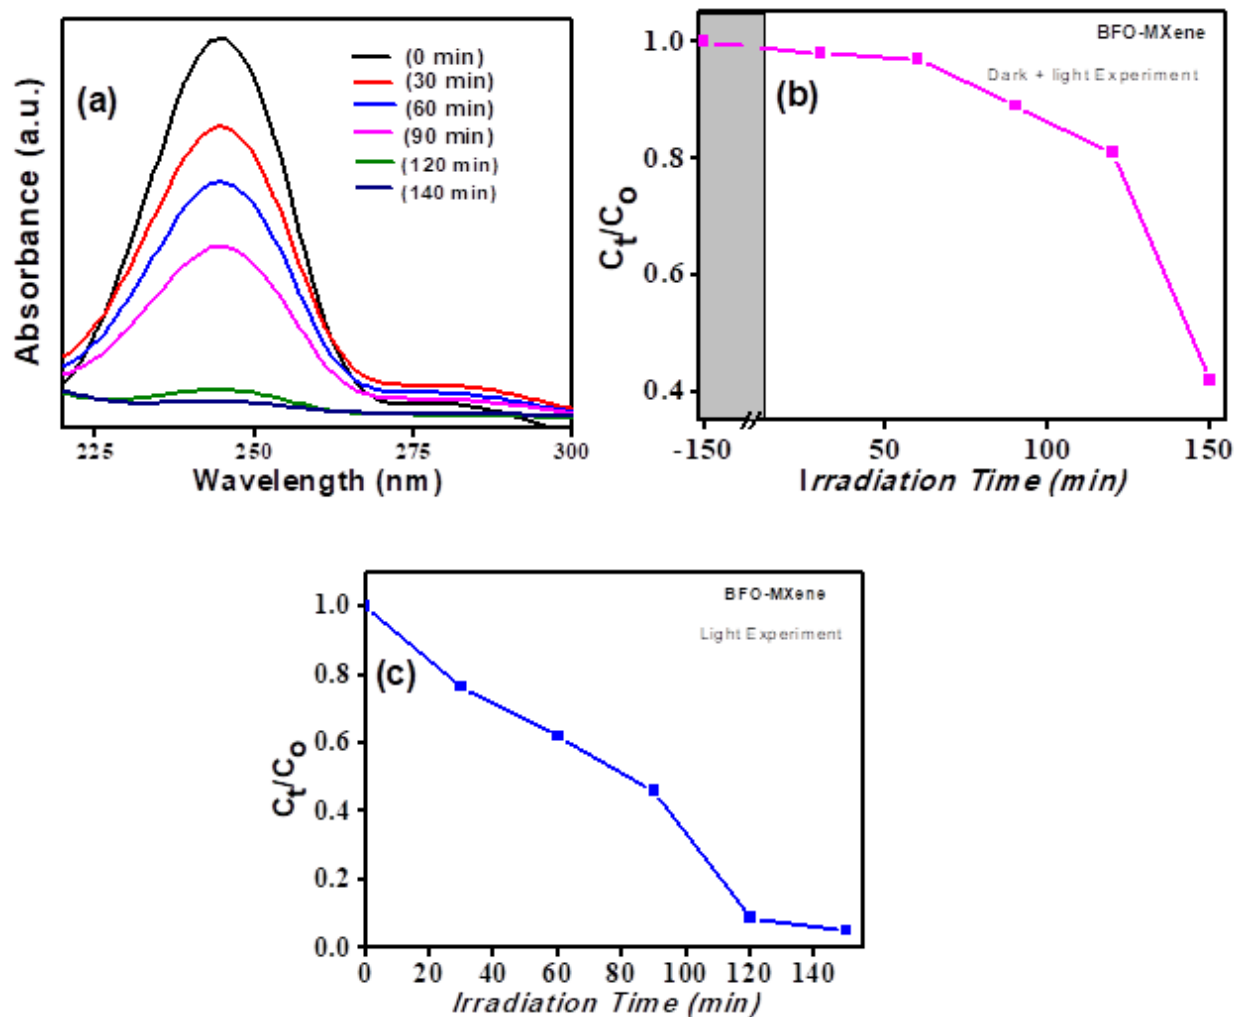 (a)
(0 min)
(30 min)
(60 min)
(90 min)
(120 min)
(140 min)
Absorbance (a.u.)
225 250 275 300
Wavelength (nm)
BFO-MXene
Dark + light Experiment
(b)
1.0
0.8
0.6
0.4
Ct/Co
-150 50 100 150
Irradiation Time (min)
BFO-MXene
Light Experiment
(c)
1.0
0.8
0.6
0.4
0.2
0.0
Ct/Co
0 20 40 60 80 100 120 140
Irradiation Time (min)